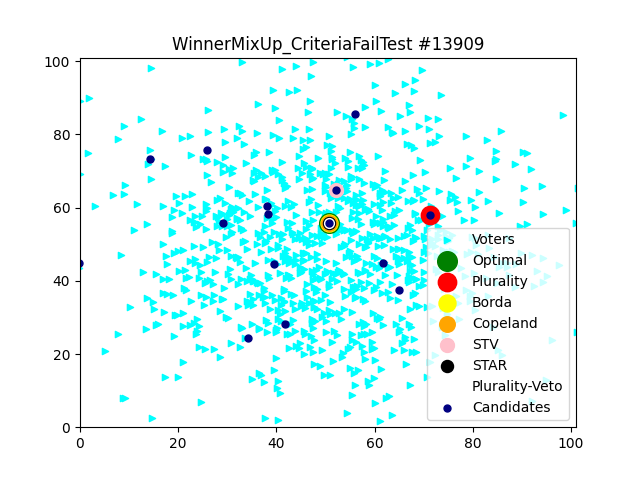 WinnerMixUp_CriteriaFailTest #13909
100
80
60
40
20
0
0 20 40 60 80 100
Voters
Optimal
Plurality
Borda
Copeland
STV
STAR
Plurality-Veto
Candidates